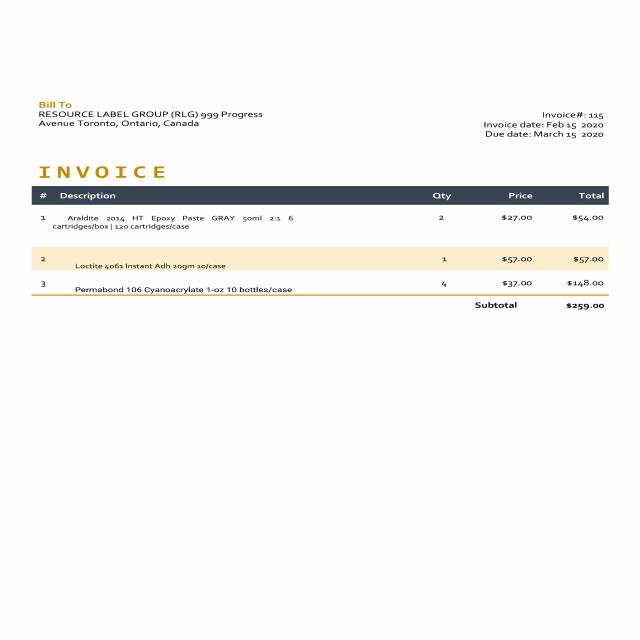 Bill To
RESOURCE LABEL GROUP (RLG) 999 Progress
Avenue Toronto, Ontario, Canada
Invoice#: 115
Invoice date: Feb 15 2020
Due date: March 15 2020
INVOICE
# Description Qty Price Total
1 Araldite 2014 HT Epoxy Paste GRAY 50ml 2:1 6 2 $27.00 $54.00
cartridges/box | 120 cartridges/case
2 1 $57.00 $57.00
Loctite 4061 Instant Adh 20gm 10/case
3 4 $37.00 $148.00
Permabond 106 Cyanoacrylate 1-oz 10 bottles/case
Subtotal $259.00